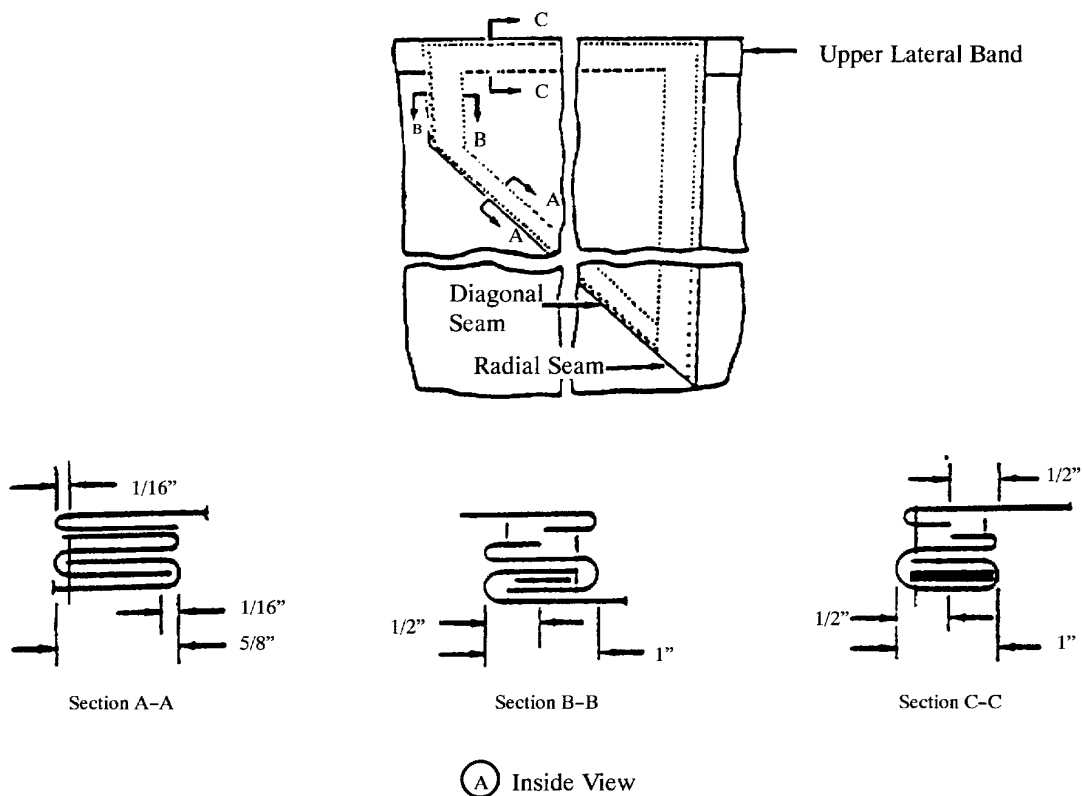 C
Upper Lateral Band
C
B
B
A
A
Diagonal
Seam
Radial Seam
1/16”
1/2”
1/16”
5/8”
1/2”
1”
1/2”
1”
Section A–A
Section B–B
Section C–C
A Inside View